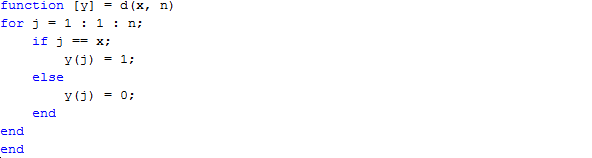 function [y] = d(x, n)
for j = 1 : 1 : n;
    if j == x;
        y(j) = 1;
    else
        y(j) = 0;
    end
end
end